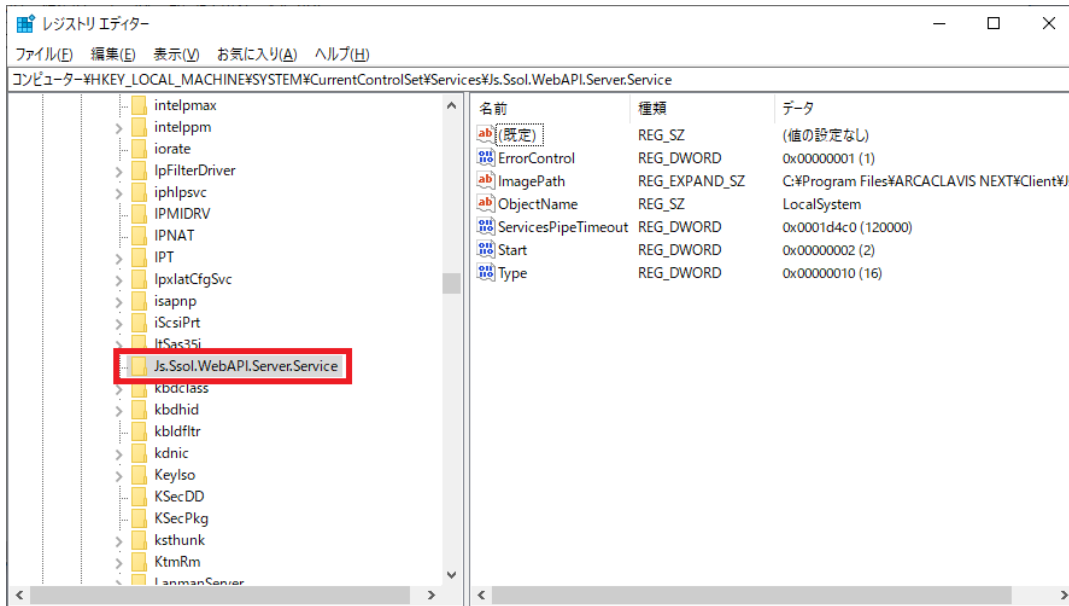 レジストリ エディター
ファイル(F) 編集(E) 表示(V) お気に入り(A) ヘルプ(H)
コンピューター¥HKEY_LOCAL_MACHINE¥SYSTEM¥CurrentControlSet¥Services¥Js.Ssol.WebAPI.Server.Service
intelpmax
intelppm
iorate
IpFilterDriver
iphlpsvc
IPMIDRV
IPNAT
IPT
IpxlatCfgSvc
isapnp
iScsiPrt
ItSas35i
Js.Ssol.WebAPI.Server.Service
kbdclass
kbdhid
kbldfltr
kdnic
KeyIso
KSecDD
KSecPkg
ksthunk
KtmRm
LanmanServer
名前 種類 データ
(既定) REG_SZ (値の設定なし)
ErrorControl REG_DWORD 0x00000001 (1)
ImagePath REG_EXPAND_SZ C:¥Program Files¥ARCACLAVIS NEXT¥Client¥J
ObjectName REG_SZ LocalSystem
ServicesPipeTimeout REG_DWORD 0x0001d4c0 (120000)
Start REG_DWORD 0x00000002 (2)
Type REG_DWORD 0x00000010 (16)